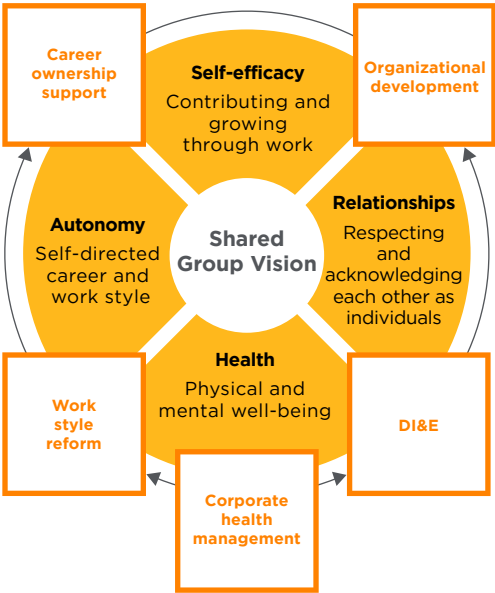 Career
ownership
support
Self-efficacy
Contributing and
growing
through work
Organizational
development
Autonomy
Self-directed
career and
work style
Shared
Group Vision
Relationships
Respecting
and
acknowledging
each other as
individuals
Health
Physical and
mental well-being
Work
style
reform
DI&E
Corporate
health
management